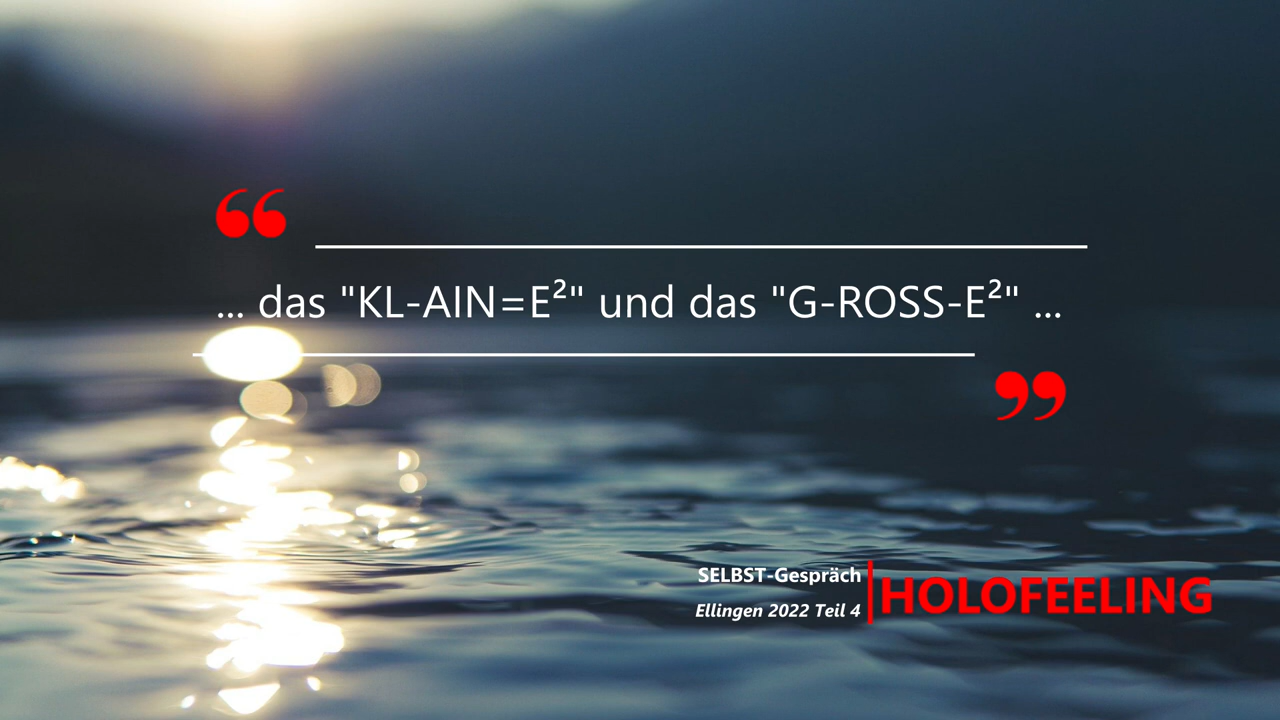 “
... das "KL-AIN=E²" und das "G-ROSS-E²" ...
”
SELBST-Gespräch
Ellingen 2022 Teil 4
HOLOFEELING